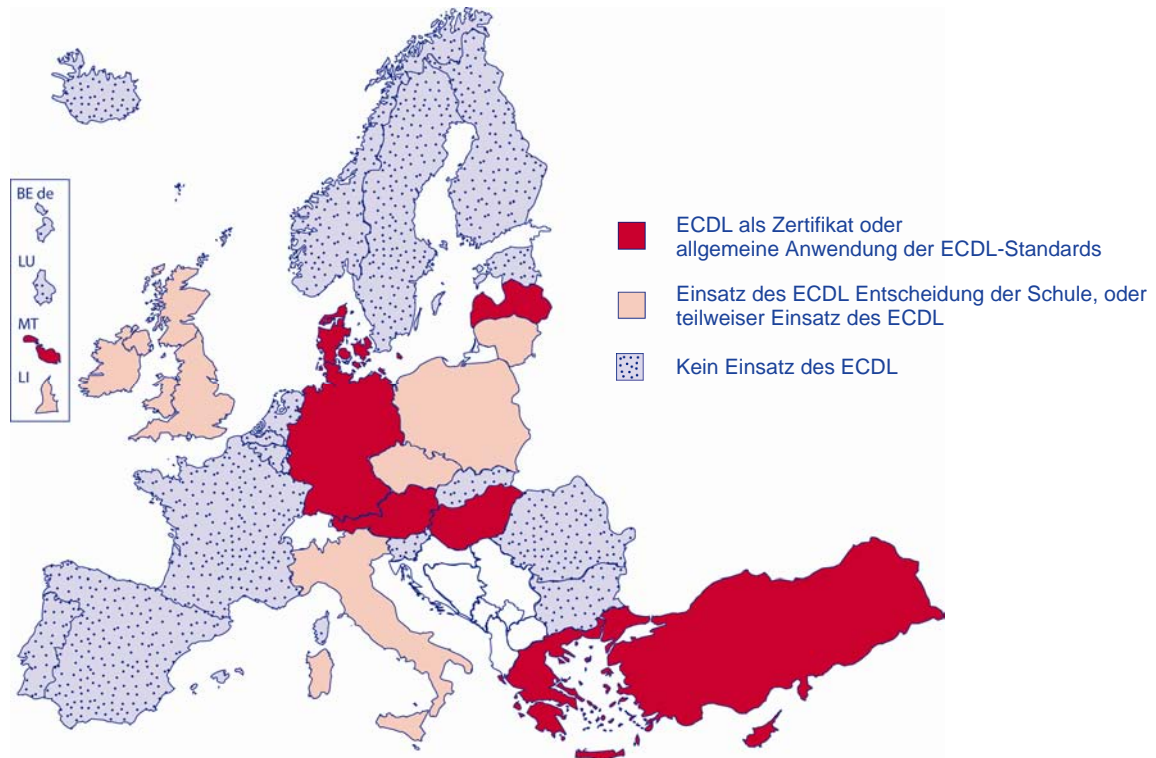 BE de
LU
MT
LI
ECDL als Zertifikat oder
allgemeine Anwendung der ECDL-Standards
Einsatz des ECDL Entscheidung der Schule, oder
teilweiser Einsatz des ECDL
Kein Einsatz des ECDL